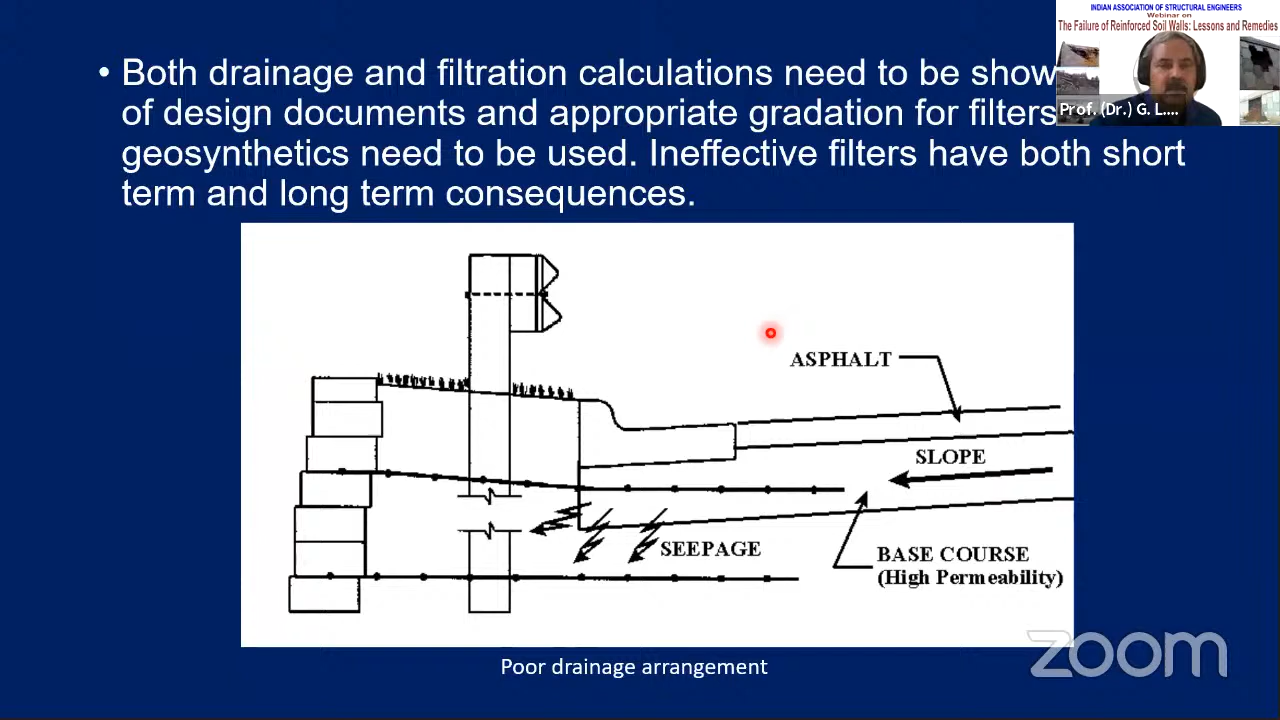 INDIAN ASSOCIATION OF STRUCTURAL ENGINEERS
Webinar on
The Failure of Reinforced Soil Walls: Lessons and Remedies
Prof. (Dr.) G. L....
• Both drainage and filtration calculations need to be
of design documents and appropriate gradation for filters
geosynthetics need to be used. Ineffective filters have both short
term and long term consequences.
ASPHALT
SLOPE
SEEPAGE
BASE COURSE
(High Permeability)
Poor drainage arrangement
zoom